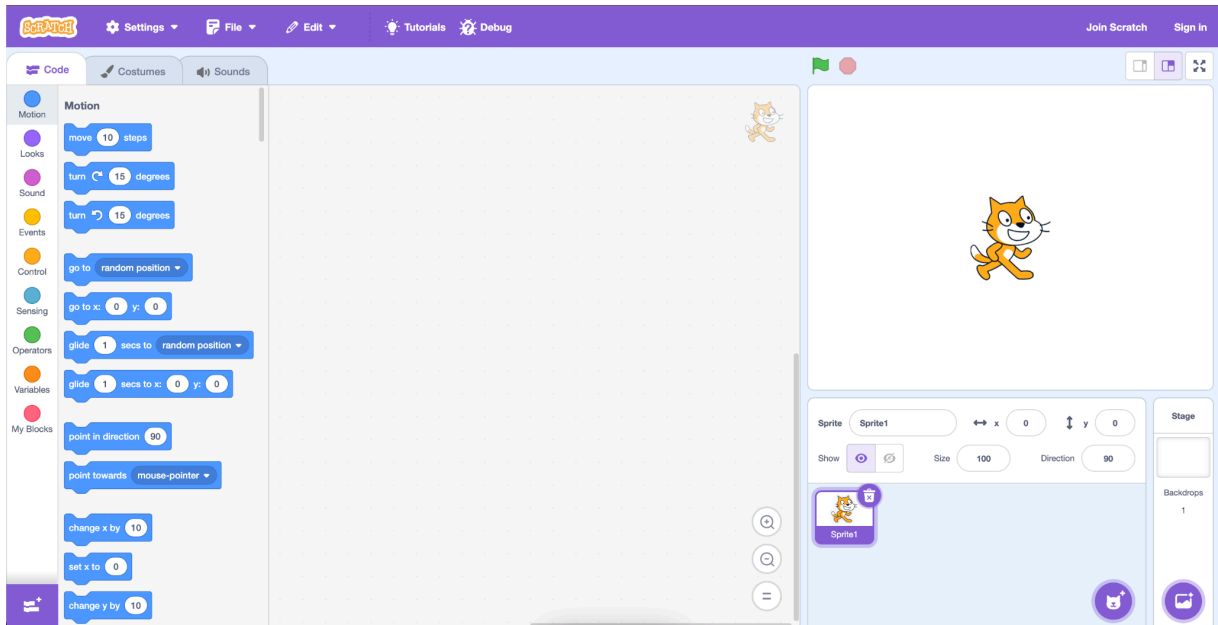 SCRATCH Settings File Edit Tutorials Debug Join Scratch Sign in
Code Costumes Sounds
Motion
Looks
Sound
Events
Control
Sensing
Operators
Variables
My Blocks
Motion
move 10 steps
turn 15 degrees
turn 15 degrees
go to random position
go to x: 0 y: 0
glide 1 secs to random position
glide 1 secs to x: 0 y: 0
point in direction 90
point towards mouse-pointer
change x by 10
set x to 0
change y by 10
Sprite Sprite1 x 0 y 0
Show Size 100 Direction 90
Sprite1
Stage
Backdrops
1